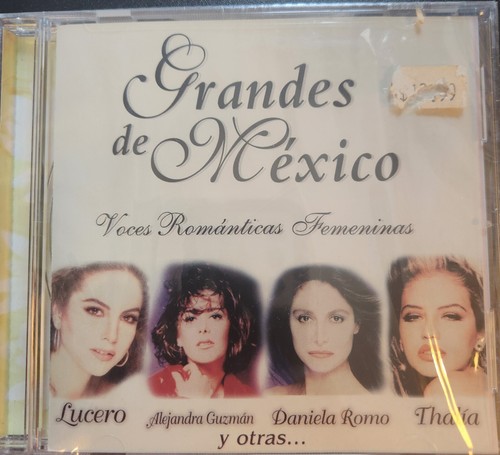 Grandes
de México
Voces Románticas Femeninas
Lucero Alejandra Guzmán Daniela Romo Thalía
y otras...